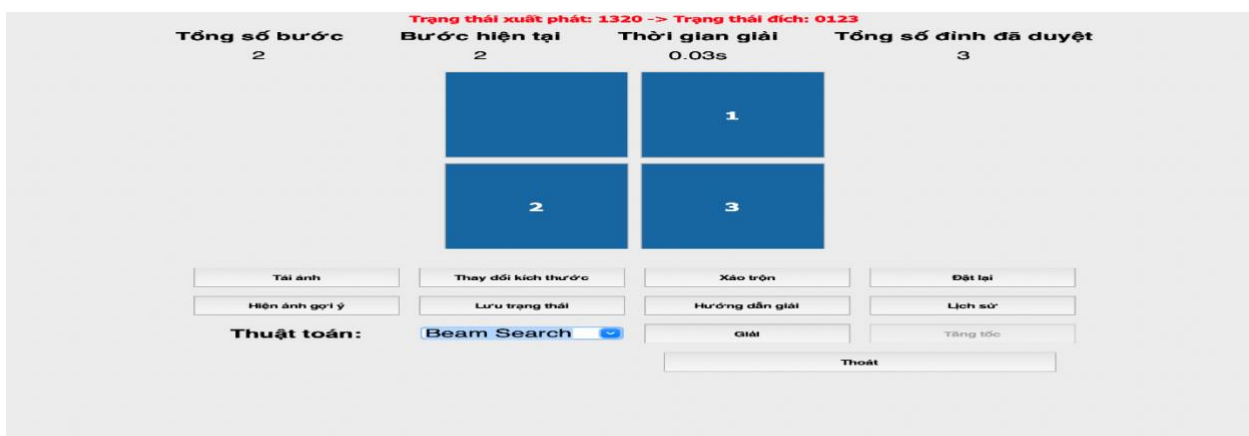 Trạng thái xuất phát: 1320 -> Trạng thái đích: 0123
Tổng số bước Bước hiện tại Thời gian giải Tổng số đỉnh đã duyệt
2 2 0.03s 3
1
2 3
Tải ảnh Thay đổi kích thước Xáo trộn Đặt lại
Hiện ảnh gợi ý Lưu trạng thái Hướng dẫn giải Lịch sử
Thuật toán: Beam Search Giải Tăng tốc
Thoát